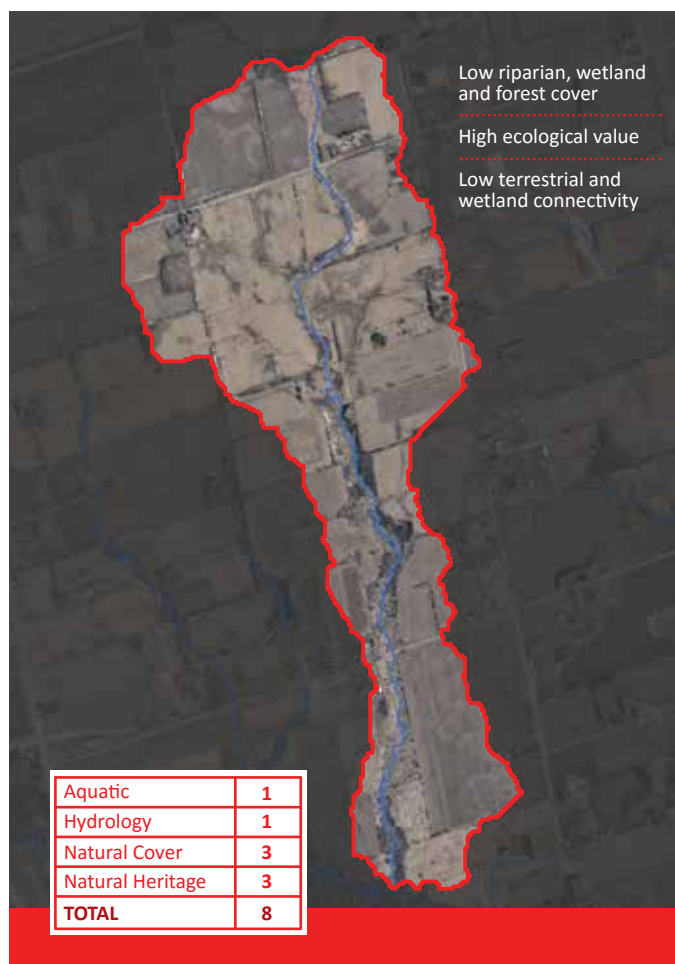 Low riparian, wetland
and forest cover
High ecological value
Low terrestrial and
wetland connectivity
Aquatic 1
Hydrology 1
Natural Cover 3
Natural Heritage 3
TOTAL 8